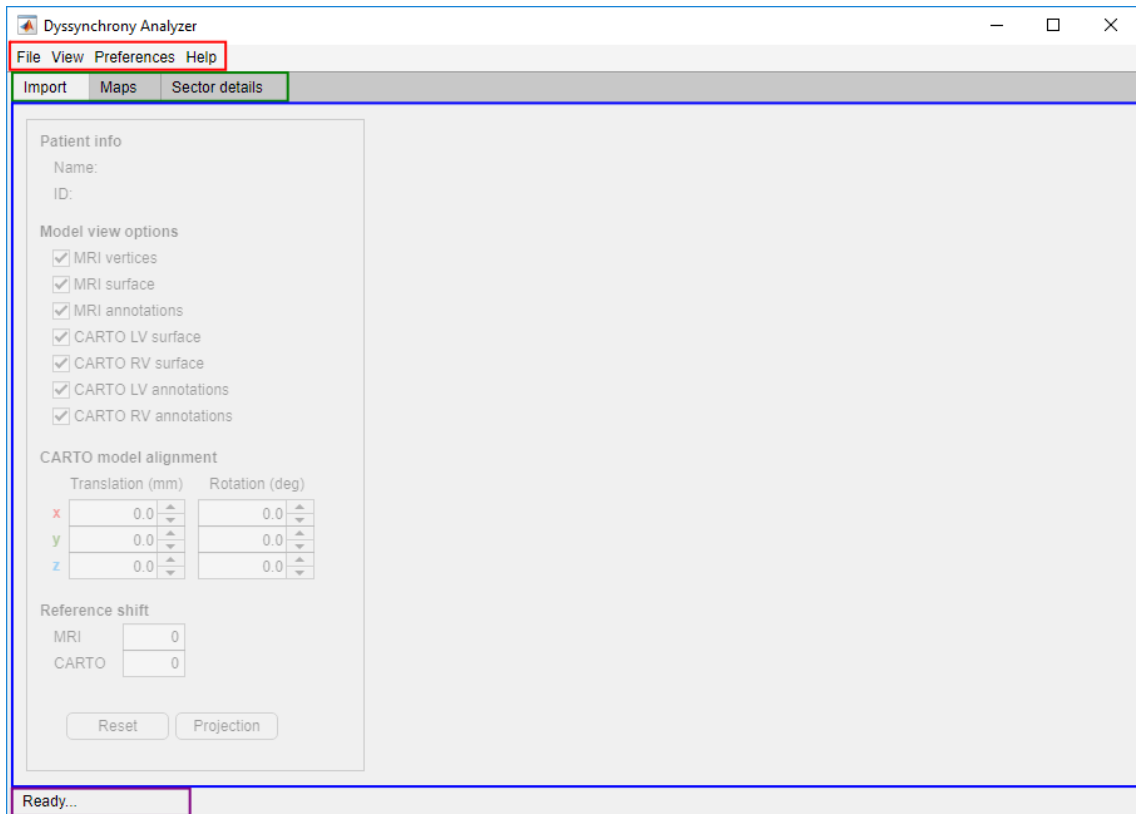 Dyssynchrony Analyzer
File View Preferences Help
Import Maps Sector details
Patient info
Name:
ID:
Model view options
MRI vertices
MRI surface
MRI annotations
CARTO LV surface
CARTO RV surface
CARTO LV annotations
CARTO RV annotations
CARTO model alignment
Translation (mm) Rotation (deg)
x 0.0 0.0
y 0.0 0.0
z 0.0 0.0
Reference shift
MRI 0
CARTO 0
Reset Projection
Ready...